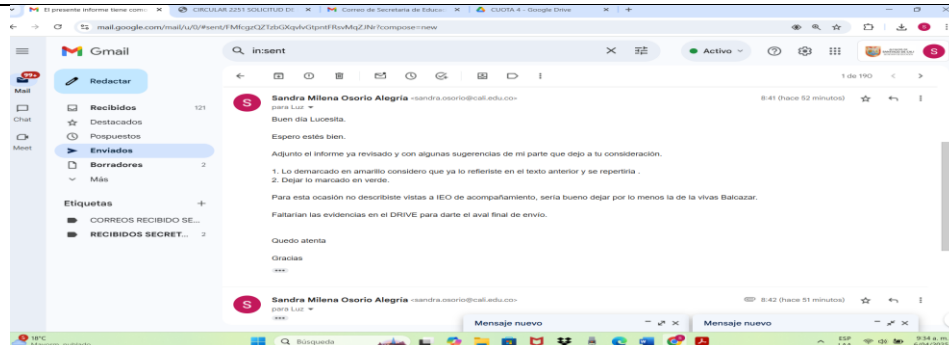 El presente informe tiene com
CIRCULAR 2251 SOLICITUD DE
Correo de Secretaria de Educac
CUOTA 4 - Google Drive
mail.google.com/mail/u/0/#sent/
Gmail
in:sent
Activo
99+
Mail
Chat
Meet
Redactar
1 de 190
Recibidos 121
Destacados
Pospuestos
Enviados
Borradores 2
Más
Etiquetas
CORREOS RECIBIDO SE...
RECIBIDOS SECRET... 2
S
Sandra Milena Osorio Alegría <sandra.osorio@cali.edu.co>
8:41 (hace 52 minutos)
para Luz
Buen día Lucesita.
Espero estés bien.
Adjunto el informe ya revisado y con algunas sugerencias de mi parte que dejo a tu consideración.
1. Lo demarcado en amarillo considero que ya lo refieriste en el texto anterior y se repertiria .
2. Dejar lo marcado en verde.
Para esta ocasión no describiste vistas a IEO de acompañamiento, sería bueno dejar por lo menos la de la vivas Balcazar.
Faltarían las evidencias en el DRIVE para darte el aval final de envío.
Quedo atenta
Gracias
S
Sandra Milena Osorio Alegría <sandra.osorio@cali.edu.co>
8:42 (hace 51 minutos)
para Luz
Mensaje nuevo
Mensaje nuevo
18°C
Búsqueda
ESP
9:34 a. m.